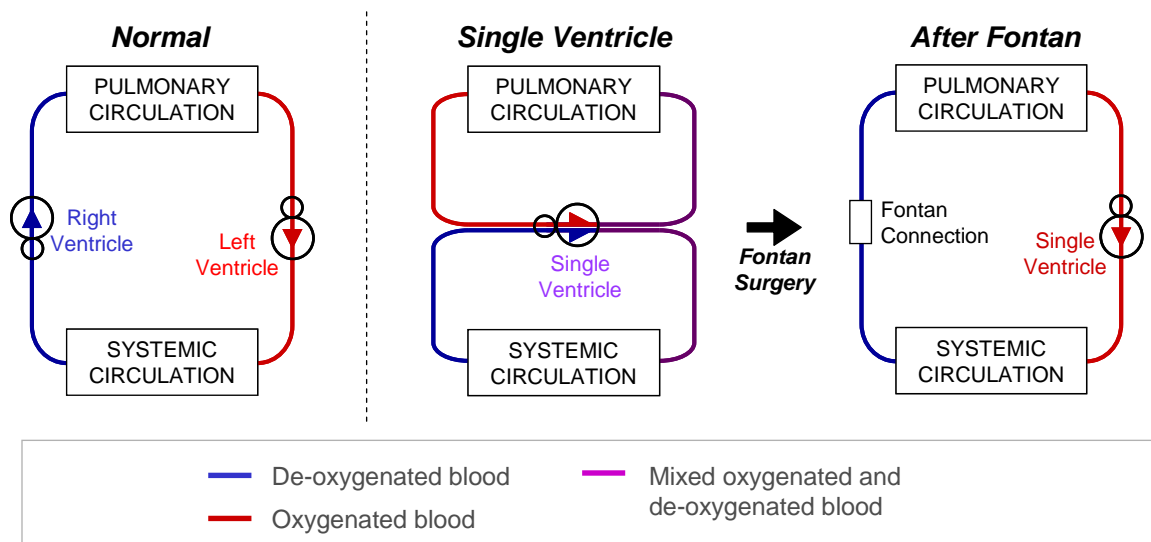 Normal
PULMONARY
CIRCULATION
Right
Ventricle
Left
Ventricle
SYSTEMIC
CIRCULATION
Single Ventricle
PULMONARY
CIRCULATION
Single
Ventricle
SYSTEMIC
CIRCULATION
Fontan
Surgery
After Fontan
PULMONARY
CIRCULATION
Fontan
Connection
Single
Ventricle
SYSTEMIC
CIRCULATION
De-oxygenated blood
Oxygenated blood
Mixed oxygenated and
de-oxygenated blood